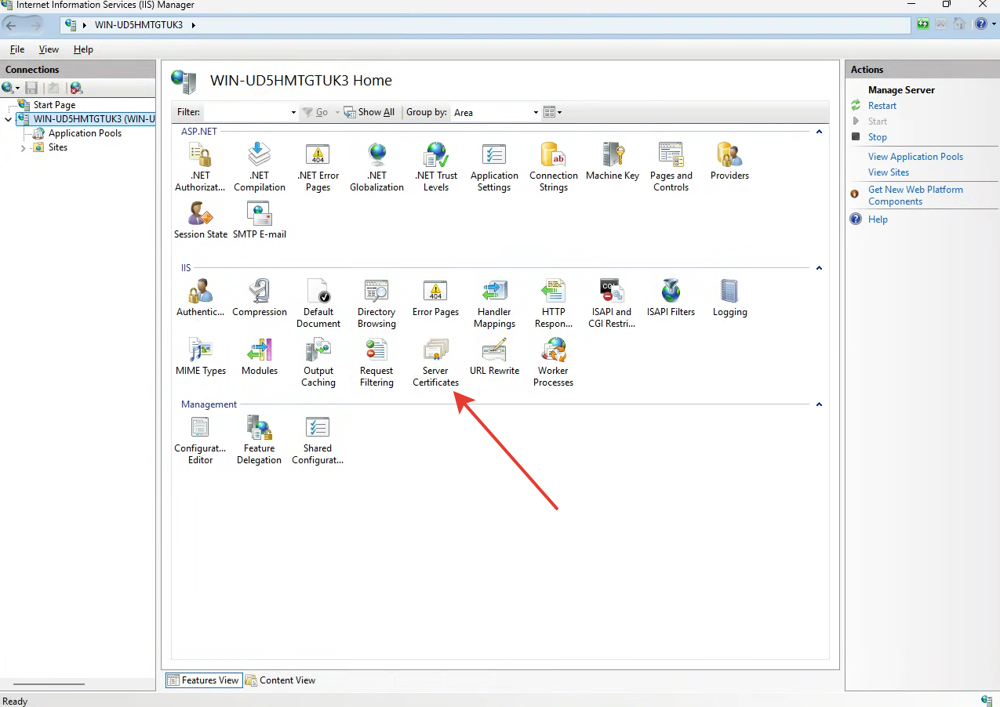 Internet Information Services (IIS) Manager
WIN-UD5HMTGTUK3
File View Help
Connections
Start Page
WIN-UD5HMTGTUK3 (WIN-U
Application Pools
Sites
WIN-UD5HMTGTUK3 Home
Filter: Go Show All Group by: Area
ASP.NET
.NET Authorizat...
.NET Compilation
.NET Error Pages
.NET Globalization
.NET Trust Levels
Application Settings
Connection Strings
Machine Key
Pages and Controls
Providers
Session State
SMTP E-mail
IIS
Authentic...
Compression
Default Document
Directory Browsing
Error Pages
Handler Mappings
HTTP Respon...
ISAPI and CGI Restri...
ISAPI Filters
Logging
MIME Types
Modules
Output Caching
Request Filtering
Server Certificates
URL Rewrite
Worker Processes
Management
Configurat... Editor
Feature Delegation
Shared Configurat...
Features View Content View
Ready
Actions
Manage Server
Restart
Start
Stop
View Application Pools
View Sites
Get New Web Platform
Components
Help
404
ab
404